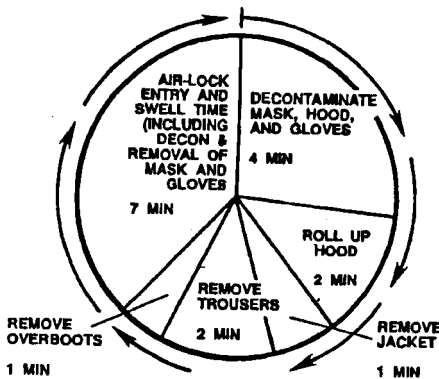 DECONTAMINATE
MASK, HOOD,
AND GLOVES
4 MIN
ROLL UP
HOOD
2 MIN
REMOVE
JACKET
1 MIN
REMOVE
TROUSERS
2 MIN
REMOVE
OVERBOOTS
1 MIN
AIR-LOCK
ENTRY AND
SWELL TIME
(INCLUDING
DECON &
REMOVAL OF
MASK AND
GLOVES
7 MIN